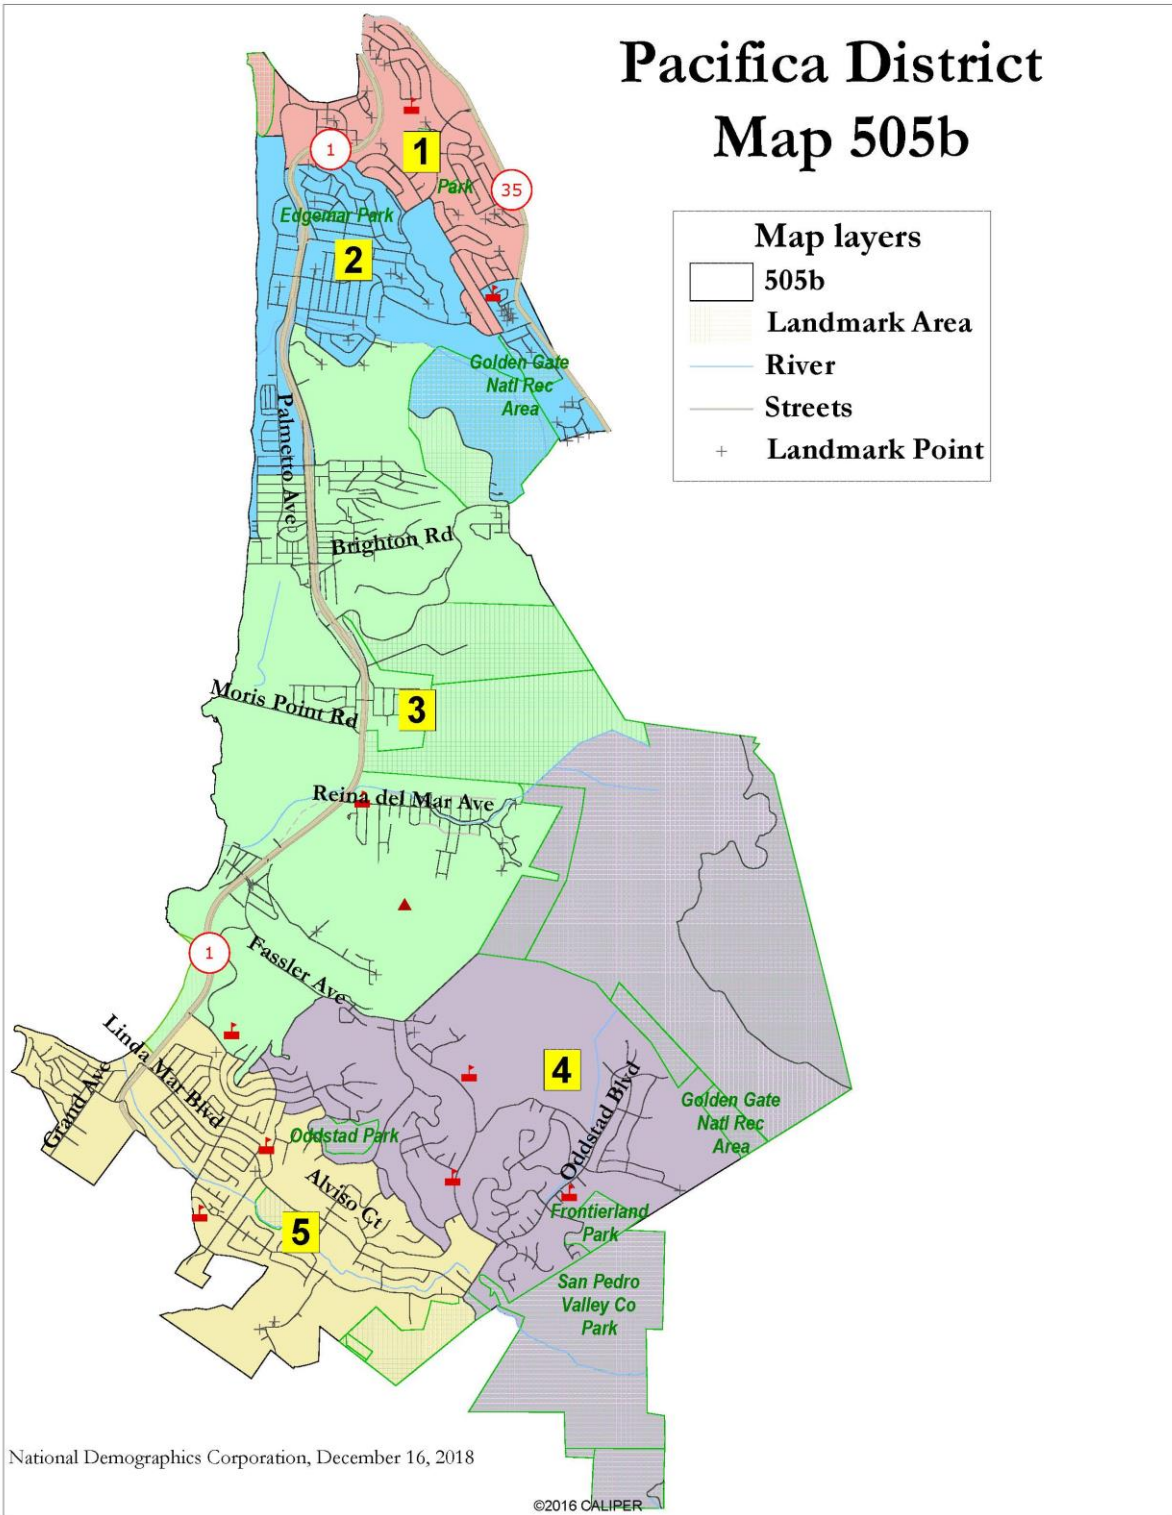 Pacifica District
Map 505b
Map layers
505b
Landmark Area
River
Streets
Landmark Point
1
1
Park
35
Edgemar Park
2
Golden Gate
Natl Rec
Area
Palmetto Ave
Brighton Rd
Moris Point Rd
3
Reina del Mar Ave
1
Fassler Ave
Linda Mar Blvd
Grand Ave
4
Oddstad Blvd
Golden Gate
Natl Rec
Area
Oddstad Park
Alviso Ct
5
Frontierland
Park
San Pedro
Valley Co
Park
National Demographics Corporation, December 16, 2018
©2016 CALIPER